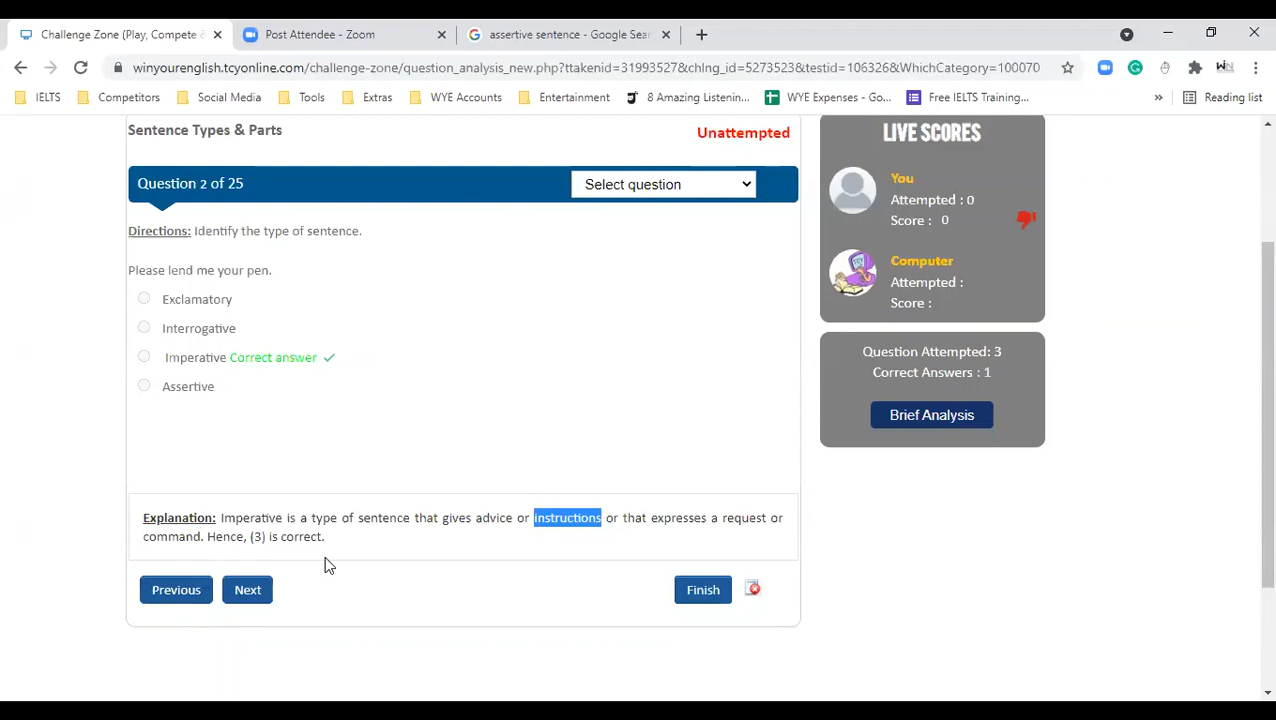 Challenge Zone (Play, Compete &
Post Attendee - Zoom
assertive sentence - Google Sear
winyourenglish.tcyonline.com/challenge-zone/question_analysis_new.php?ttakenid=31993527&chlng_id=5273523&testid=106326&WhichCategory=100070
IELTS
Competitors
Social Media
Tools
Extras
WYE Accounts
Entertainment
8 Amazing Listenin...
WYE Expenses - Go...
Free IELTS Training...
»
Reading list
Sentence Types & Parts
Unattempted
Question 2 of 25
Select question
Directions: Identify the type of sentence.
Please lend me your pen.
Exclamatory
Interrogative
Imperative Correct answer ✓
Assertive
Explanation: Imperative is a type of sentence that gives advice or instructions or that expresses a request or
command. Hence, (3) is correct.
Previous
Next
Finish
LIVE SCORES
You
Attempted : 0
Score : 0
Computer
Attempted :
Score :
Question Attempted: 3
Correct Answers : 1
Brief Analysis